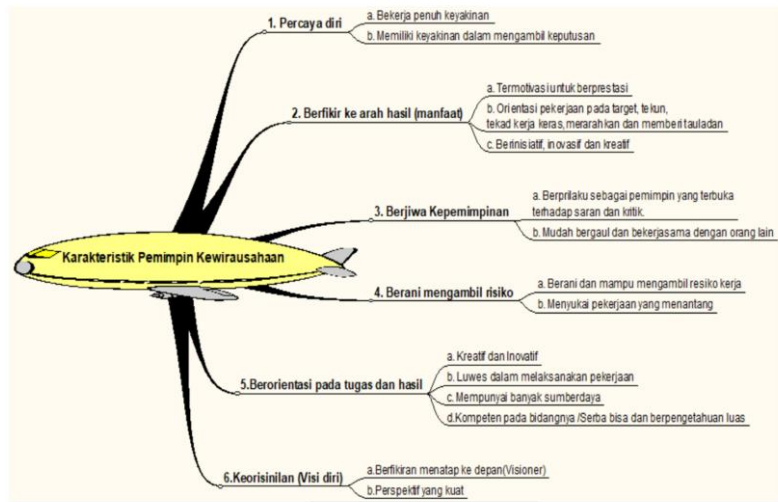 1. Percaya diri
a. Bekerja penuh keyakinan
b. Memiliki keyakinan dalam mengambil keputusan
2. Berfikir ke arah hasil (manfaat)
a. Termotivasi untuk berprestasi
b. Orientasi pekerjaan pada target, tekun,
tekad kerja keras, merarahkan dan memberi tauladan
c. Berinisiatif, inovasif dan kreatif
3. Berjiwa Kepemimpinan
a. Berprilaku sebagai pemimpin yang terbuka
terhadap saran dan kritik.
b. Mudah bergaul dan bekerjasama dengan orang lain
Karakteristik Pemimpin Kewirausahaan
4. Berani mengambil risiko
a. Berani dan mampu mengambil resiko kerja
b. Menyukai pekerjaan yang menantang
5.Berorientasi pada tugas dan hasil
a. Kreatif dan Inovatif
b. Luwes dalam melaksanakan pekerjaan
c. Mempunyai banyak sumberdaya
d.Kompeten pada bidangnya /Serba bisa dan berpengetahuan luas
6.Keorisinilan (Visi diri)
a.Berfikiran menatap ke depan(Visioner)
b.Perspektif yang kuat